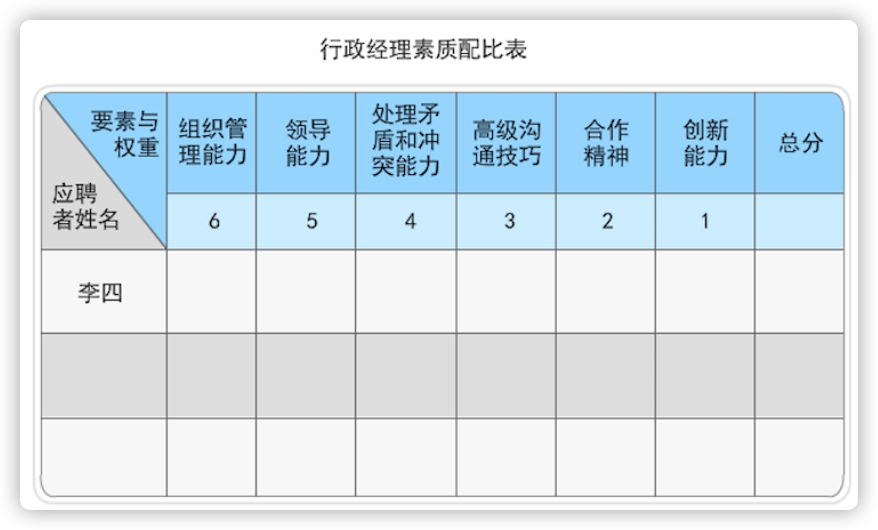 行政经理素质配比表
要素与
权重
应聘
者姓名
组织管
理能力
领导
能力
处理矛
盾和冲
突能力
高级沟
通技巧
合作
精神
创新
能力
总分
6 5 4 3 2 1
李四